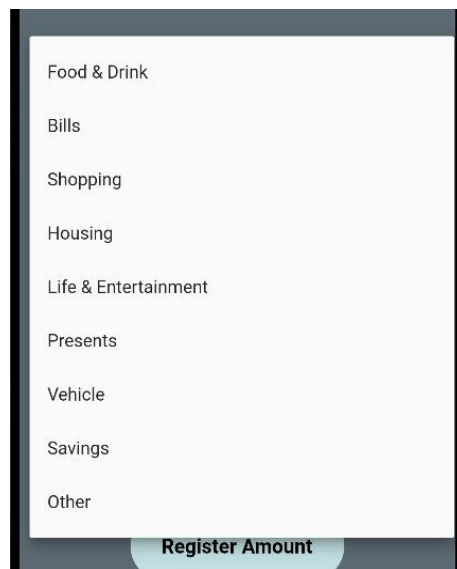 Food & Drink
Bills
Shopping
Housing
Life & Entertainment
Presents
Vehicle
Savings
Other
Register Amount